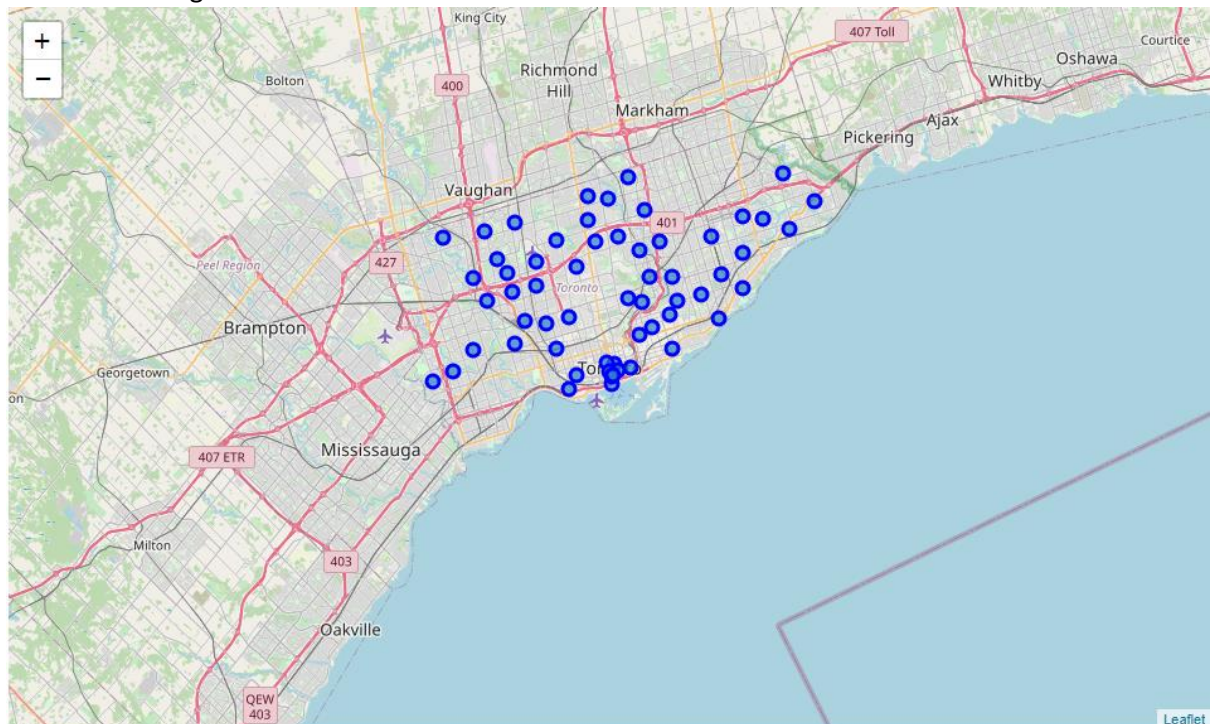 King City
407 Toll
Courtice
Oshawa
+
Richmond
Hill
Whitby
−
Bolton
400
Markham
Ajax
Pickering
Vaughan
401
427
Peel Region
Toronto
Brampton
Georgetown
Toronto
on
Mississauga
407 ETR
Milton
403
Oakville
QEW
403
Leaflet